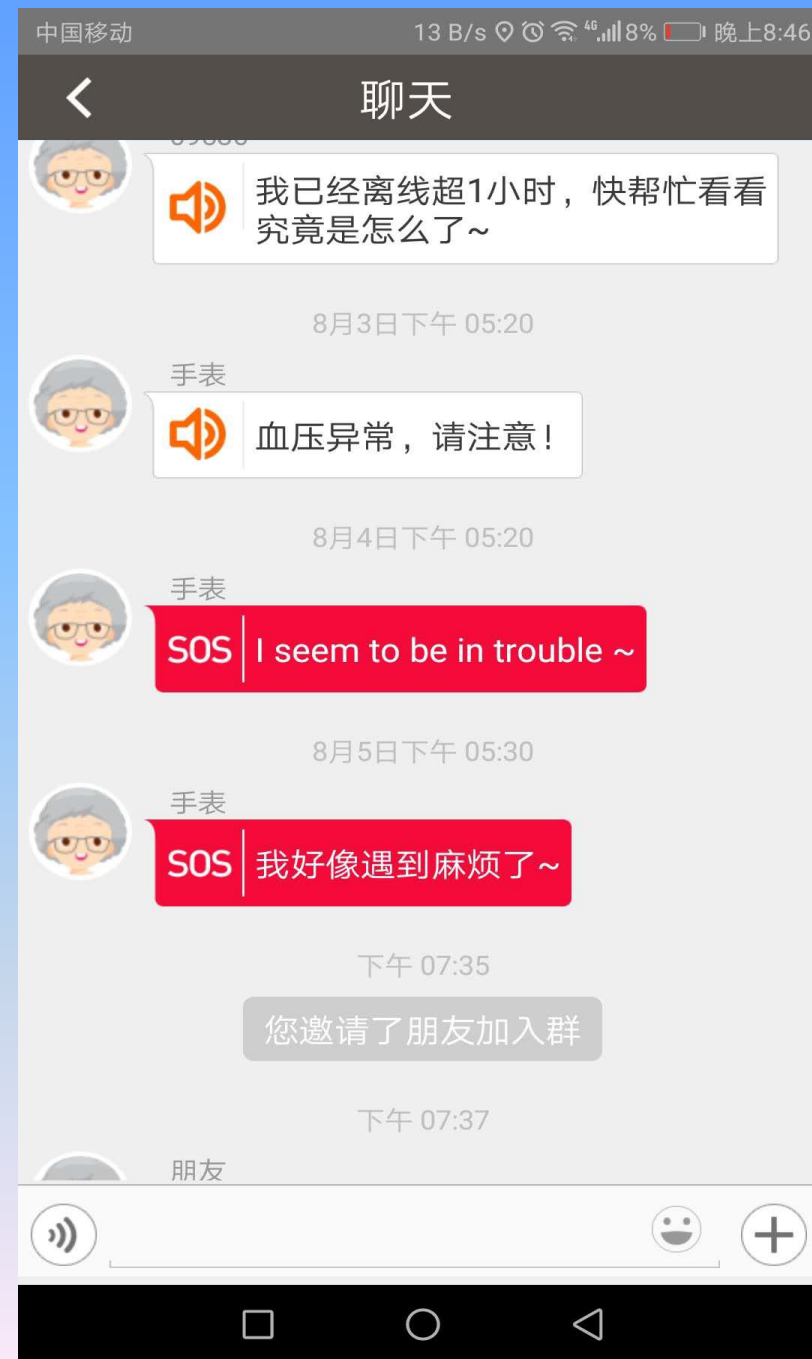 中国移动 13 B/s 4G 8% 晚上8:46
聊天
我已经离线超1小时，快帮忙看看
究竟是怎么了~
8月3日下午 05:20
手表
血压异常，请注意！
8月4日下午 05:20
手表
SOS I seem to be in trouble ~
8月5日下午 05:30
手表
SOS 我好像遇到麻烦了~
下午 07:35
您邀请了朋友加入群
下午 07:37
朋友